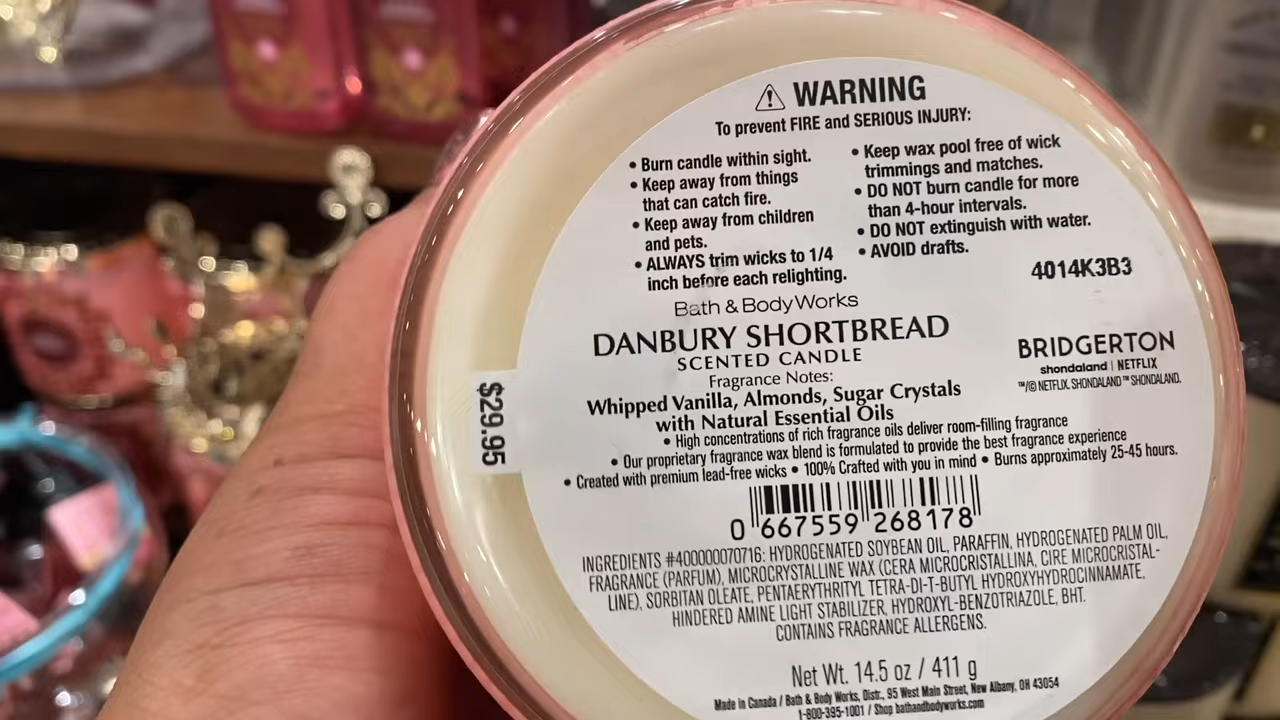 WARNING
To prevent FIRE and SERIOUS INJURY:
• Burn candle within sight.
• Keep away from things
that can catch fire.
• Keep away from children
and pets.
• ALWAYS trim wicks to 1/4
inch before each relighting.
• Keep wax pool free of wick
trimmings and matches.
• DO NOT burn candle for more
than 4-hour intervals.
• DO NOT extinguish with water.
• AVOID drafts.
4014K3B3
Bath & Body Works
DANBURY SHORTBREAD
SCENTED CANDLE
Fragrance Notes:
Whipped Vanilla, Almonds, Sugar Crystals
with Natural Essential Oils
BRIDGERTON
shondaland | NETFLIX
™/© NETFLIX. SHONDALAND™ SHONDALAND.
$29.95
• High concentrations of rich fragrance oils deliver room-filling fragrance
• Our proprietary fragrance wax blend is formulated to provide the best fragrance experience
• Created with premium lead-free wicks • 100% Crafted with you in mind • Burns approximately 25-45 hours.
0 667559 268178
INGREDIENTS #400000070716: HYDROGENATED SOYBEAN OIL, PARAFFIN, HYDROGENATED PALM OIL,
FRAGRANCE (PARFUM), MICROCRYSTALLINE WAX (CERA MICROCRISTALLINA, CIRE MICROCRISTAL-
LINE), SORBITAN OLEATE, PENTAERYTHRITYL TETRA-DI-T-BUTYL HYDROXYHYDROCINNAMATE,
HINDERED AMINE LIGHT STABILIZER, HYDROXYL-BENZOTRIAZOLE, BHT.
CONTAINS FRAGRANCE ALLERGENS.
Net Wt. 14.5 oz / 411 g
Made in Canada / Bath & Body Works, Distr., 95 West Main Street, New Albany, OH 43054
1-800-395-1001 / Shop bathandbodyworks.com